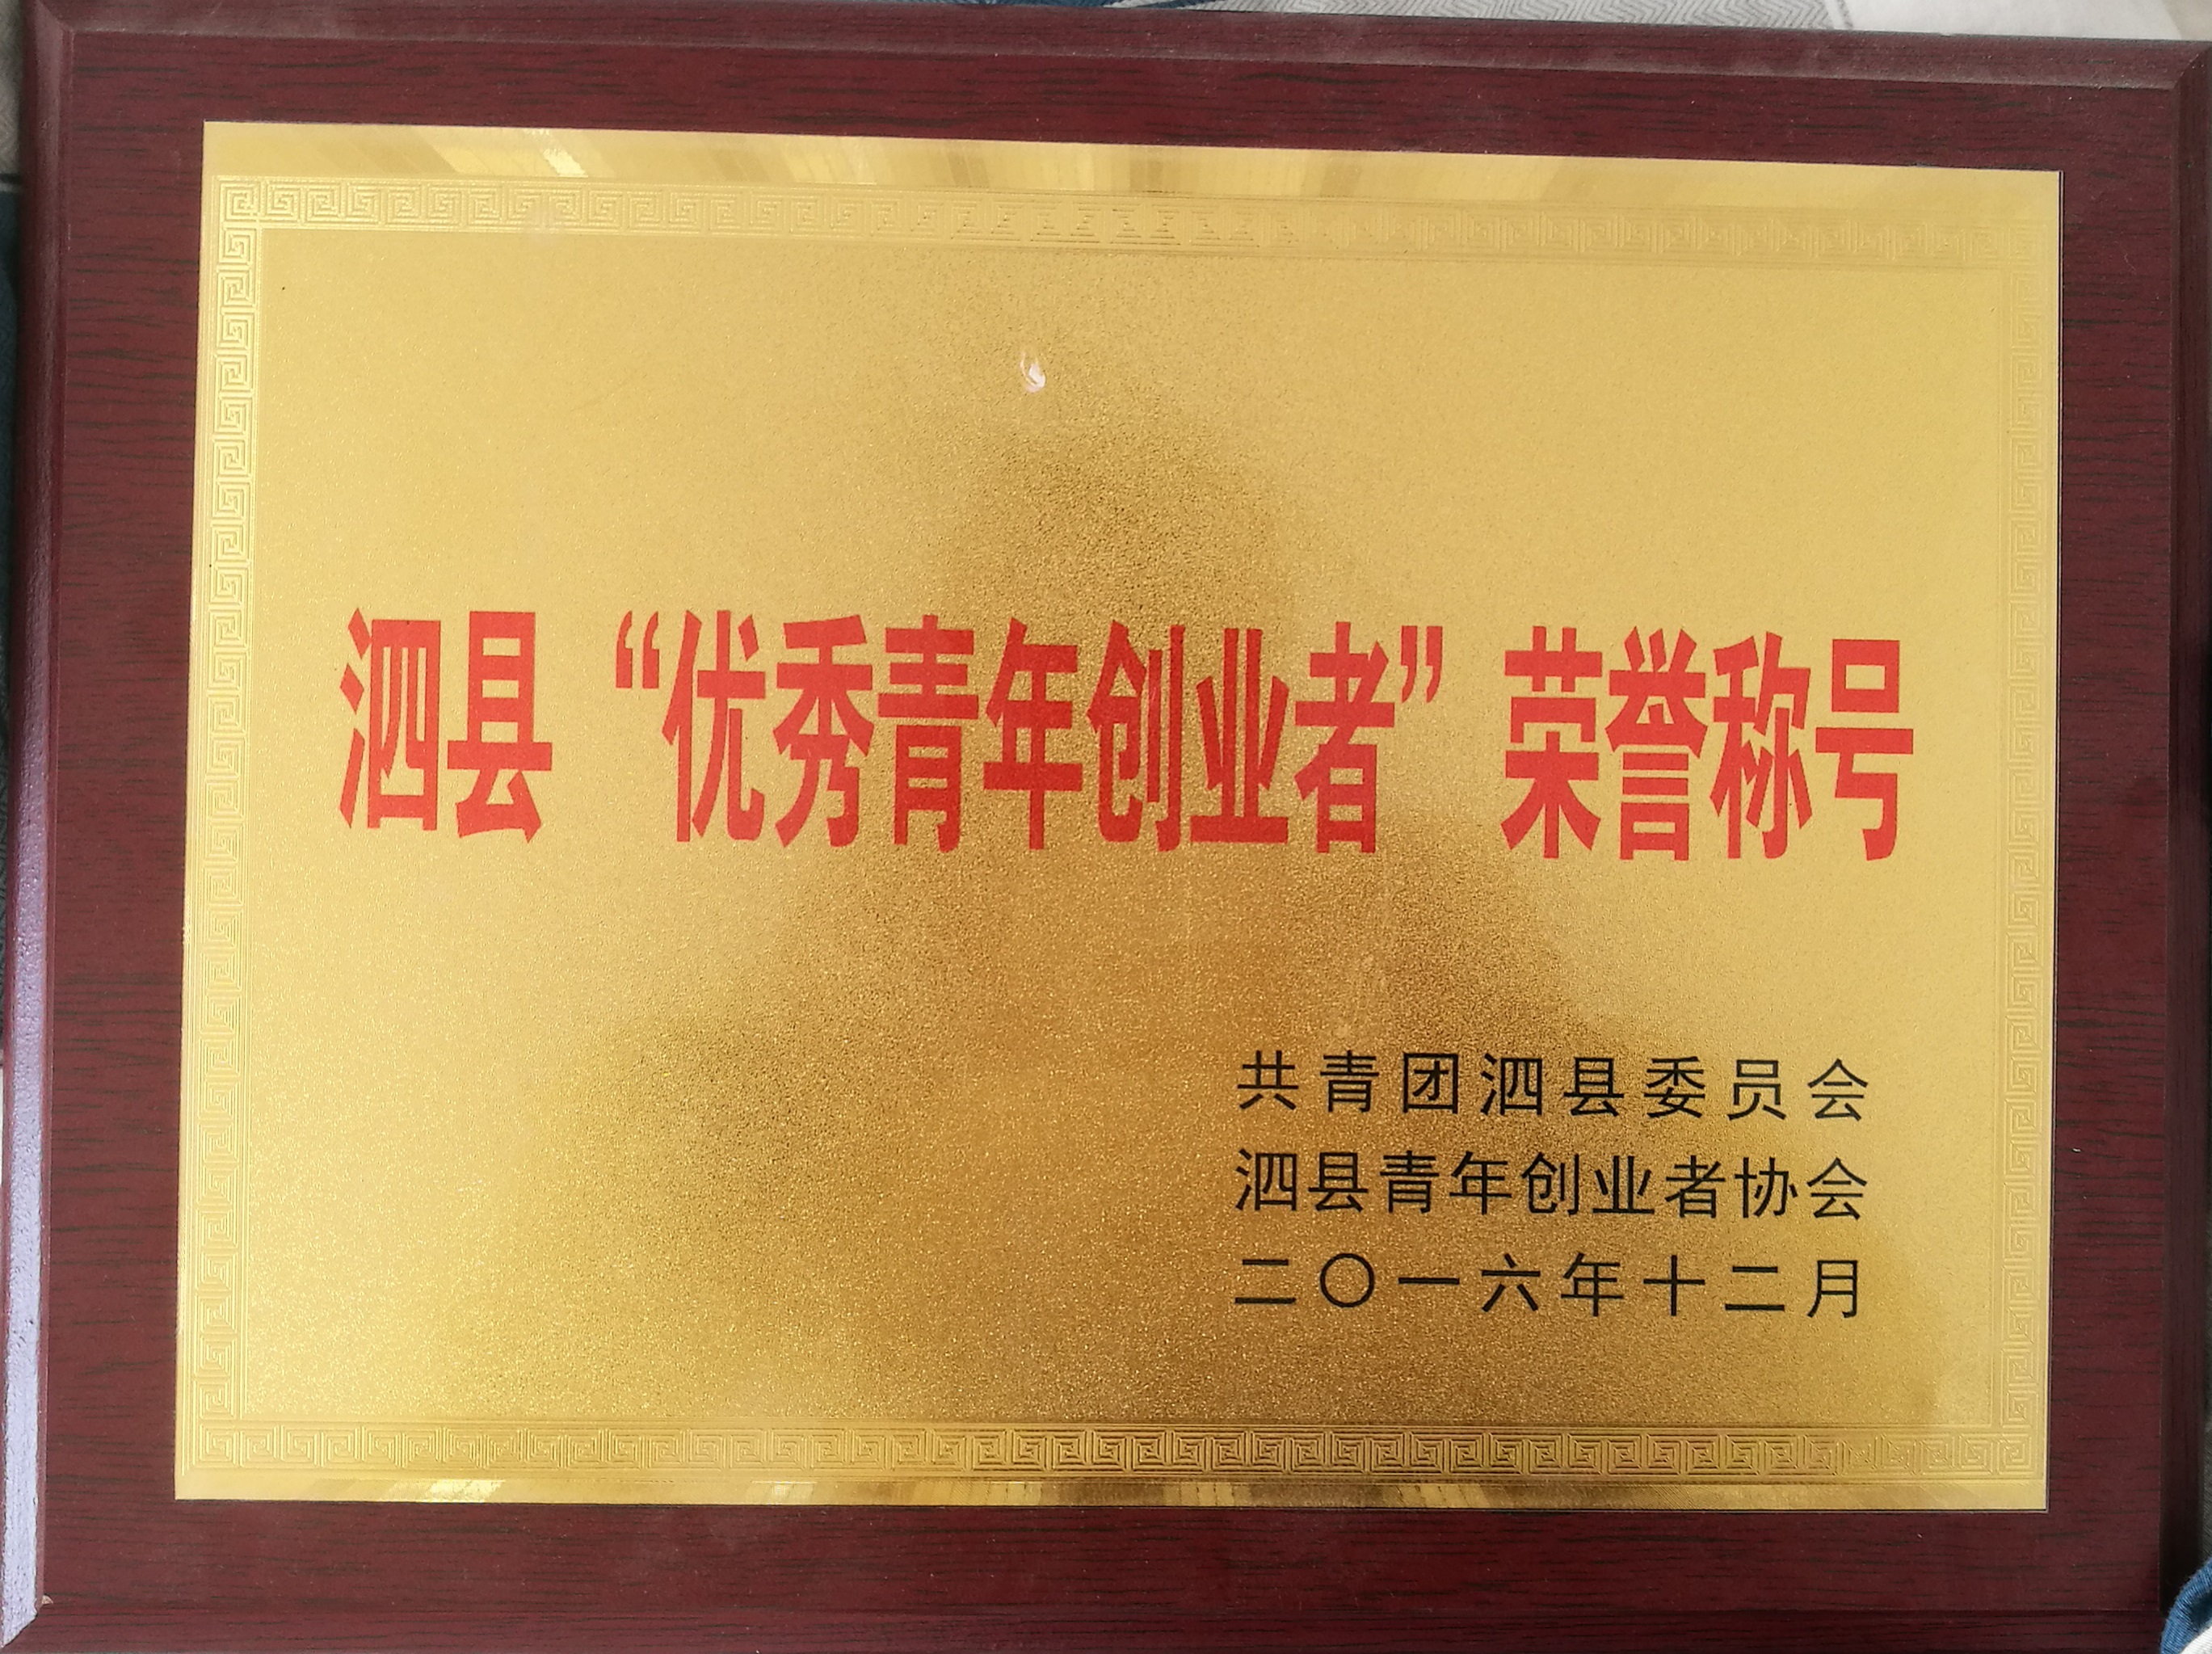 泗县“优秀青年创业者”荣誉称号
共青团泗县委员会
泗县青年创业者协会
二〇一六年十二月